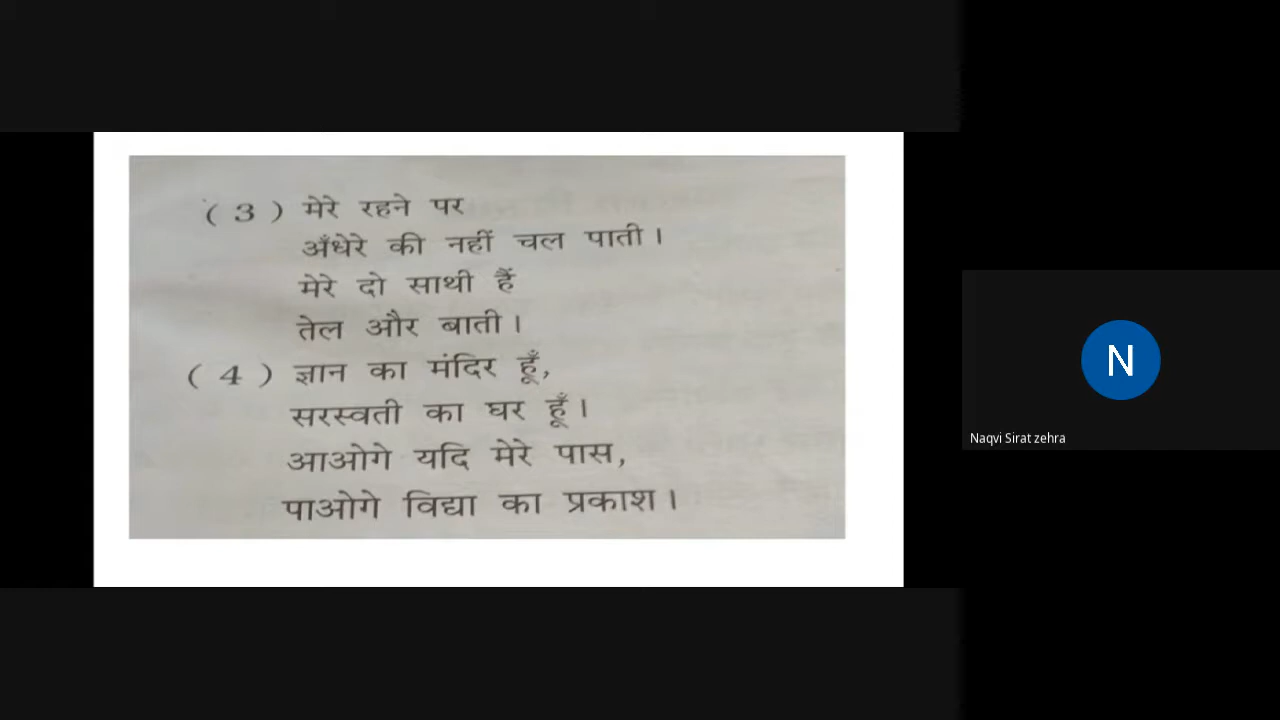 ( 3 ) मेरे रहने पर
अँधेरे की नहीं चल पाती।
मेरे दो साथी हैं
तेल और बाती।
( 4 ) ज्ञान का मंदिर हूँ,
सरस्वती का घर हूँ।
आओगे यदि मेरे पास,
पाओगे विद्या का प्रकाश।
N
Naqvi Sirat zehra